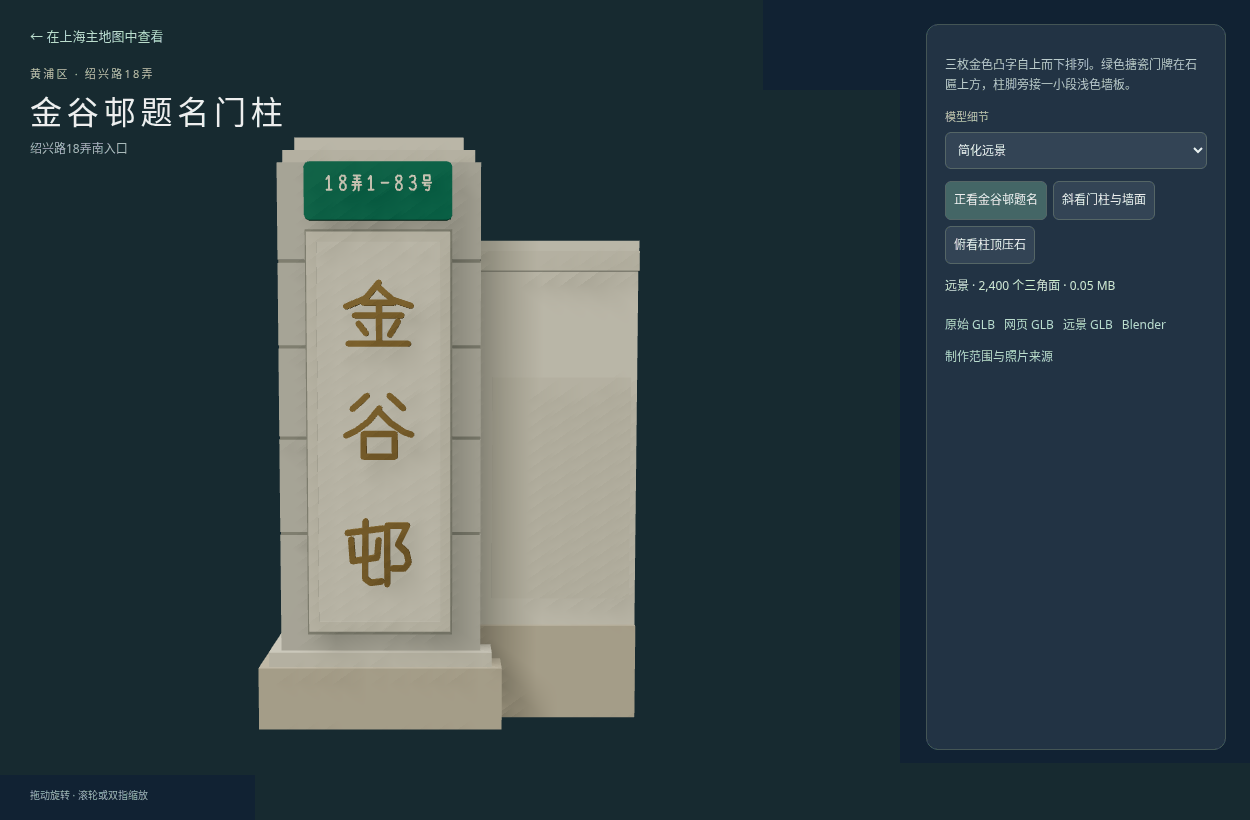 ← 在上海主地图中查看
黄浦区 · 绍兴路18弄
金谷邨题名门柱
绍兴路18弄南入口
18弄1-83号
金
谷
邨
三枚金色凸字自上而下排列。绿色搪瓷门牌在石
匾上方，柱脚旁接一小段浅色墙板。
模型细节
简化远景
正看金谷邨题名
斜看门柱与墙面
俯看柱顶压石
远景 · 2,400 个三角面 · 0.05 MB
原始 GLB 网页 GLB 远景 GLB Blender
制作范围与照片来源
拖动旋转 · 滚轮或双指缩放